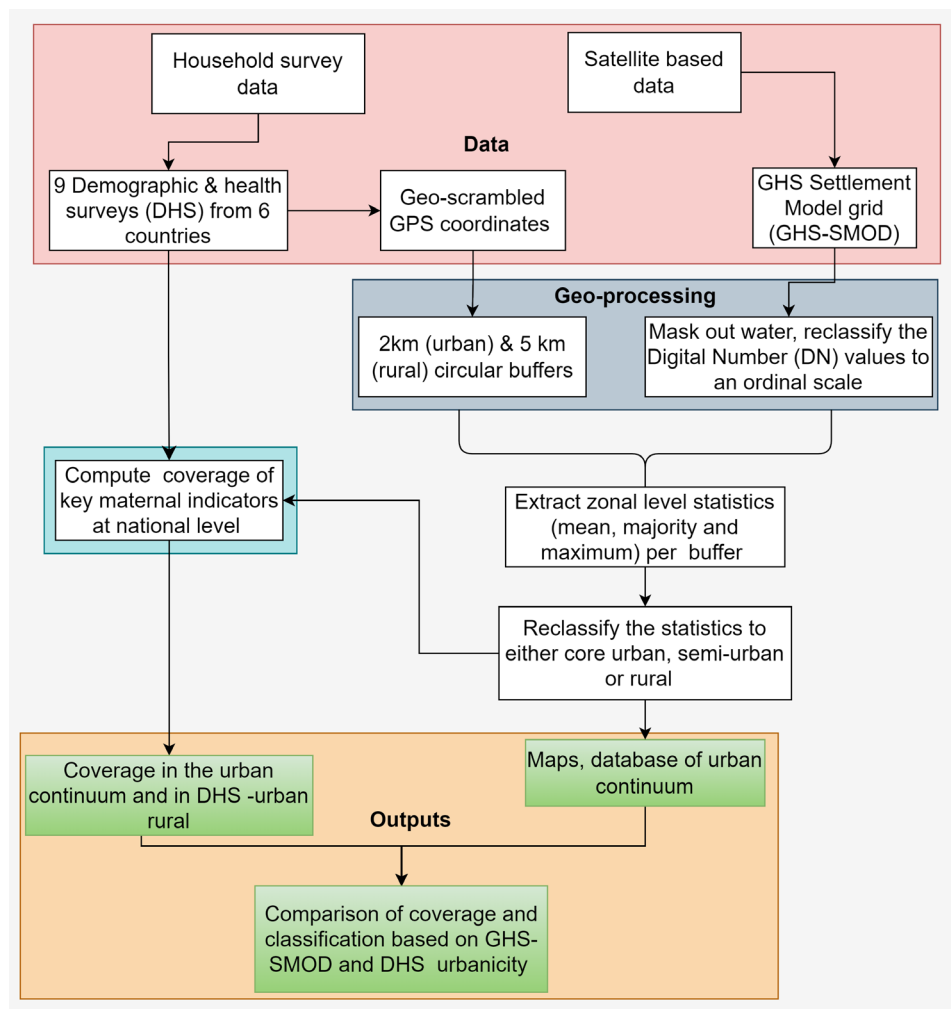 Household survey
data
Satellite based
data
Data
9 Demographic & health
surveys (DHS) from 6
countries
Geo-scrambled
GPS coordinates
GHS Settlement
Model grid
(GHS-SMOD)
Geo-processing
2km (urban) & 5 km
(rural) circular buffers
Mask out water, reclassify the
Digital Number (DN) values to
an ordinal scale
Compute coverage of
key maternal indicators
at national level
Extract zonal level statistics
(mean, majority and
maximum) per buffer
Reclassify the statistics to
either core urban, semi-urban
or rural
Coverage in the urban
continuum and in DHS -urban
rural
Maps, database of urban
continuum
Outputs
Comparison of coverage and
classification based on GHS-
SMOD and DHS urbanicity